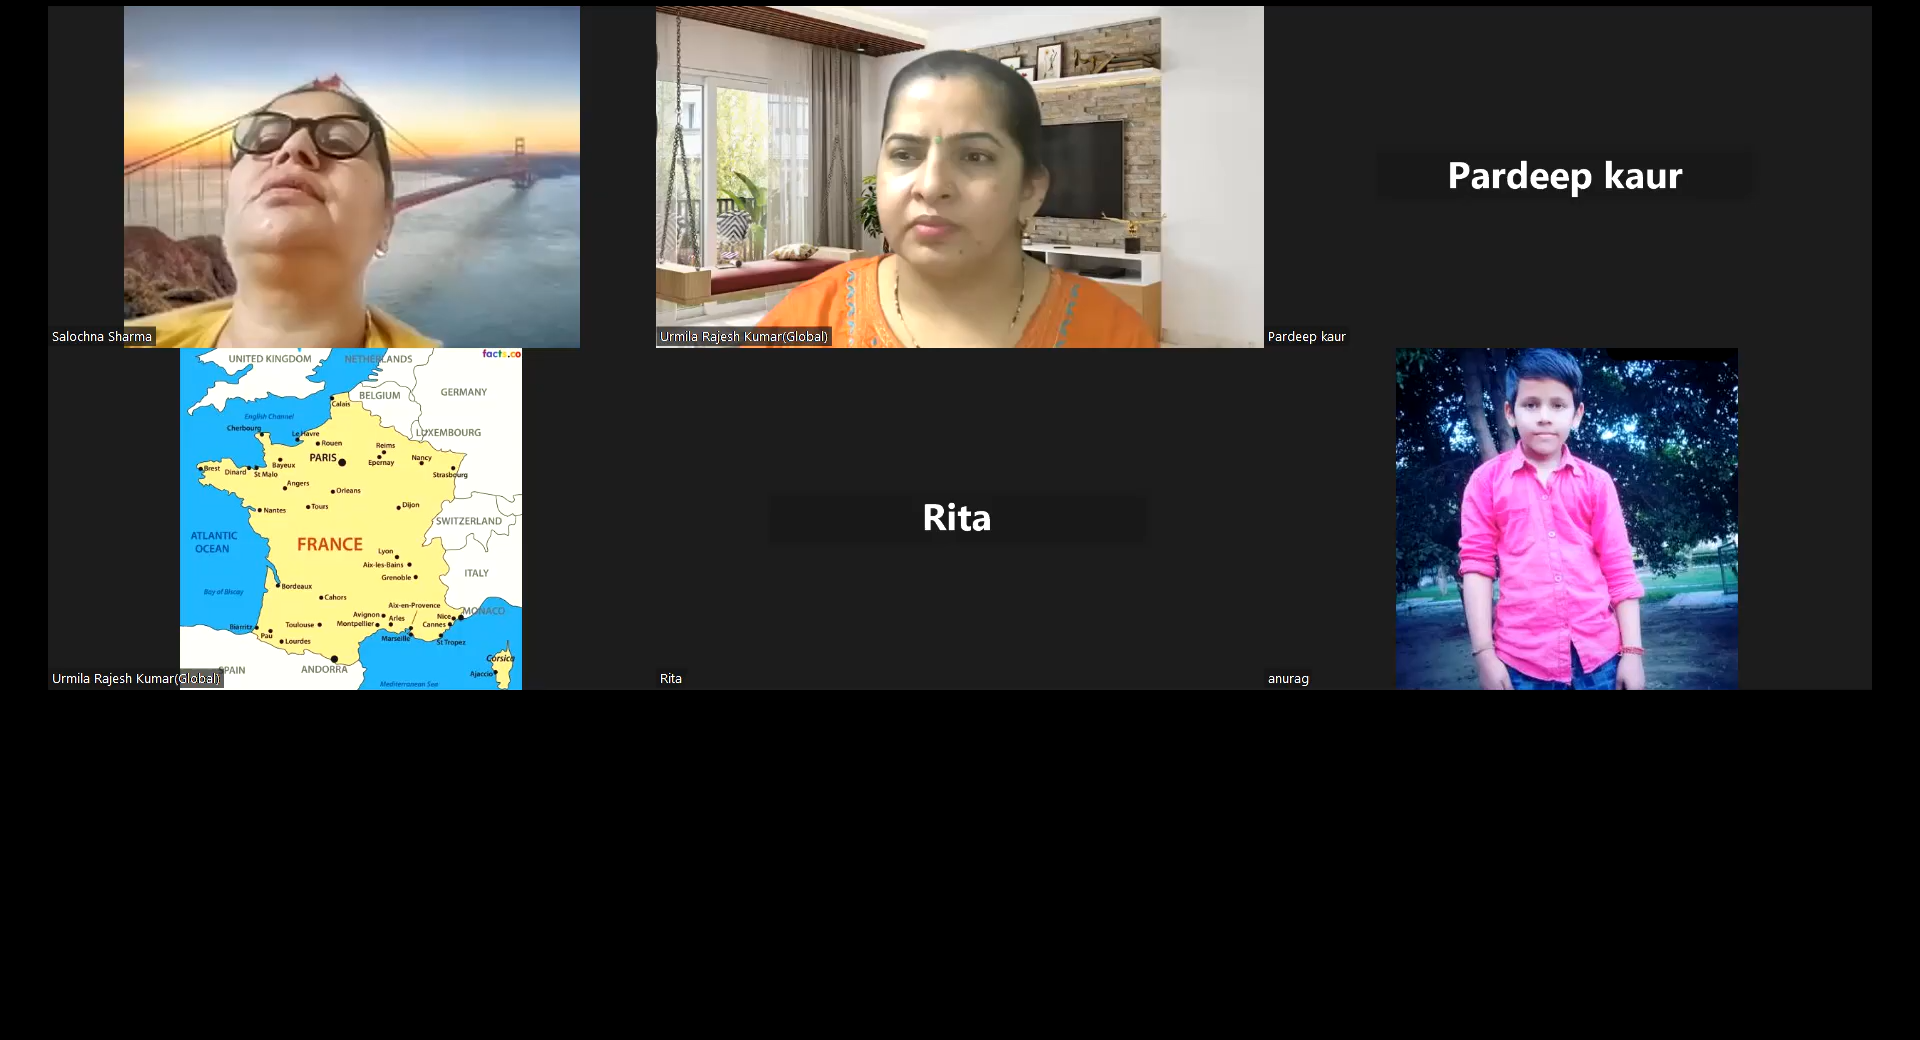 Pardeep kaur
Salochna Sharma
Urmila Rajesh Kumar(Global)
Pardeep kaur
facts.co
UNITED KINGDOM
NETHERLANDS
BELGIUM
GERMANY
Calais
English Channel
Cherbourg
Le Havre
LUXEMBOURG
Rouen
Reims
PARIS
Epernay
Nancy
Brest
Dinard
St Malo
Bayeux
Strasbourg
Angers
Orleans
Nantes
Tours
Dijon
SWITZERLAND
ATLANTIC
OCEAN
FRANCE
Lyon
Aix-les-Bains
Grenoble
ITALY
Bordeaux
Bay of Biscay
Cahors
Aix-en-Provence
MONACO
Avignon
Arles
Nice
Biarritz
Toulouse
Montpellier
Cannes
Pau
Marseille
St Tropez
Lourdes
Corsica
SPAIN
ANDORRA
Ajaccio
Mediterranean Sea
Rita
Urmila Rajesh Kumar(Global)
Rita
anurag